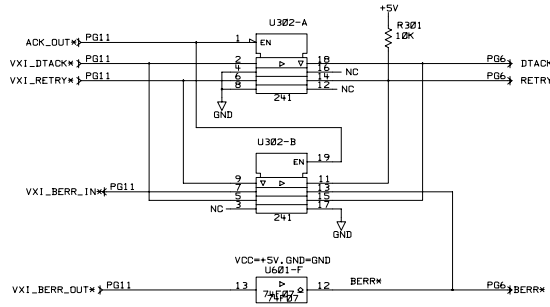 +5V
U302-A
R301
10K
ACK_OUT* PG11 1 EN
VXI_DTACK* PG11 2 18 PG6 DTACK
4 16 NC
VXI_RETRY* PG11 6 14 PG6 RETRY
8 12 NC
241
GND
U302-B
EN 19
9 11
VXI_BERR_IN* PG11 7 13
5 15
NC 3 17
241
GND
VCC=+5V,GND=GND
U601-F
VXI_BERR_OUT* PG11 13 74F07 12 BERR* PG6 BERR*
74F07